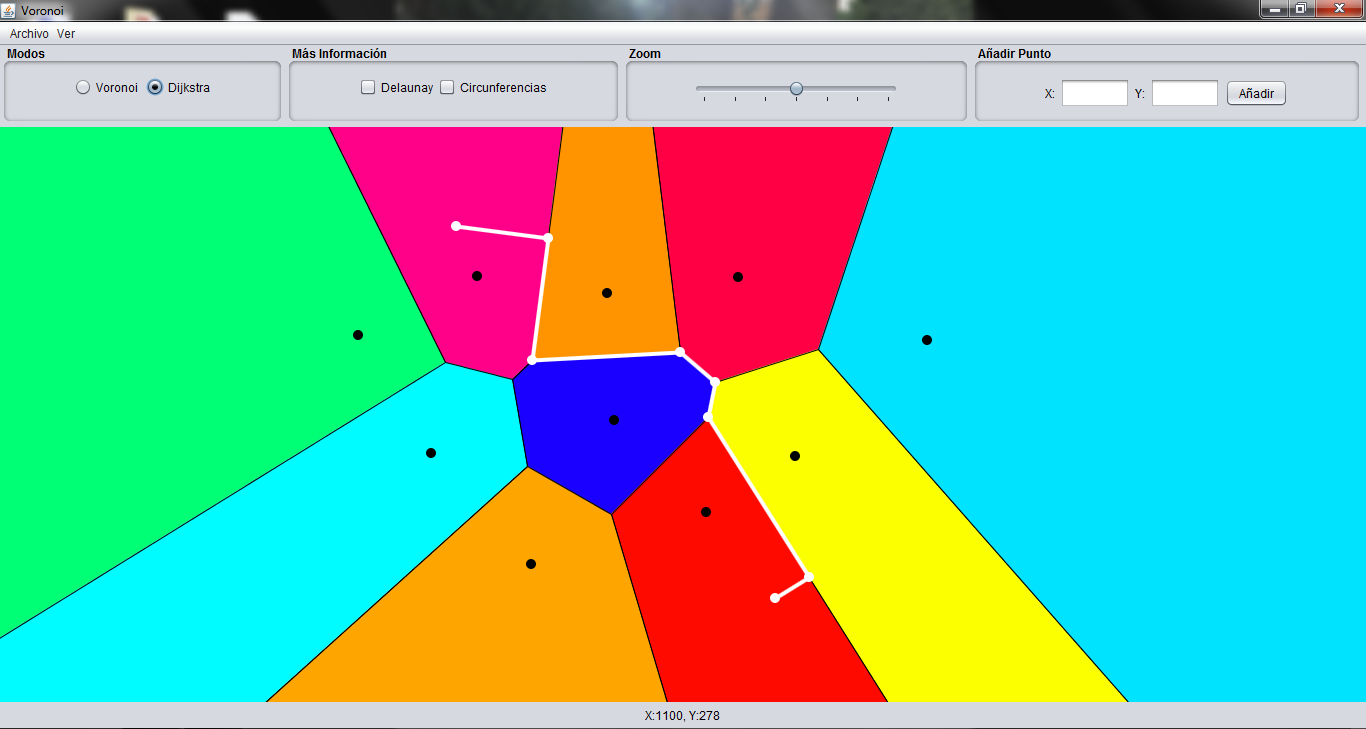 Voronoi
Archivo Ver
Modos
Voronoi Dijkstra
Más Información
Delaunay Circunferencias
Zoom
Añadir Punto
X: Y: Añadir
X:1100, Y:278